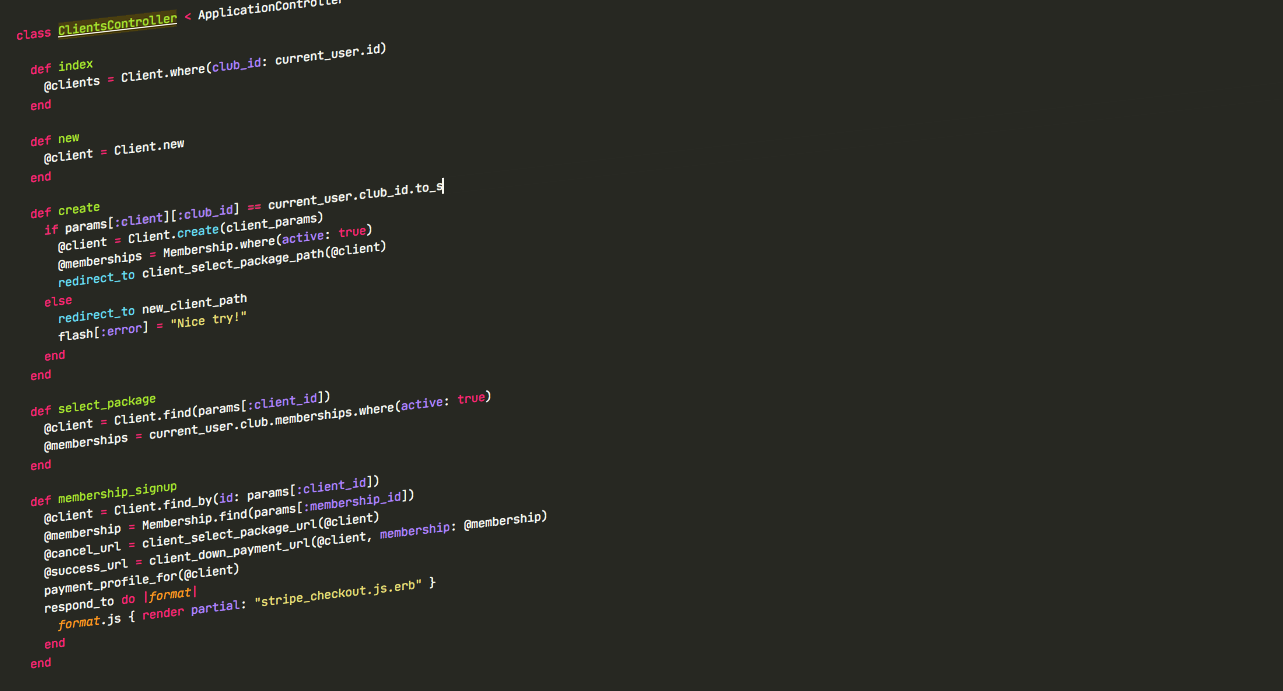 class ClientsController < ApplicationController
def index
@clients = Client.where(club_id: current_user.id)
end
def new
@client = Client.new
end
def create
if params[:client][:club_id] == current_user.club_id.to_s
@client = Client.create(client_params)
@memberships = Membership.where(active: true)
redirect_to client_select_package_path(@client)
else
redirect_to new_client_path
flash[:error] = "Nice try!"
end
end
def select_package
@client = Client.find(params[:client_id])
@memberships = current_user.club.memberships.where(active: true)
end
def membership_signup
@client = Client.find_by(id: params[:client_id])
@membership = Membership.find(params[:membership_id])
@cancel_url = client_select_package_url(@client)
@success_url = client_down_payment_url(@client, membership: @membership)
payment_profile_for(@client)
respond_to do |format|
format.js { render partial: "stripe_checkout.js.erb" }
end
end